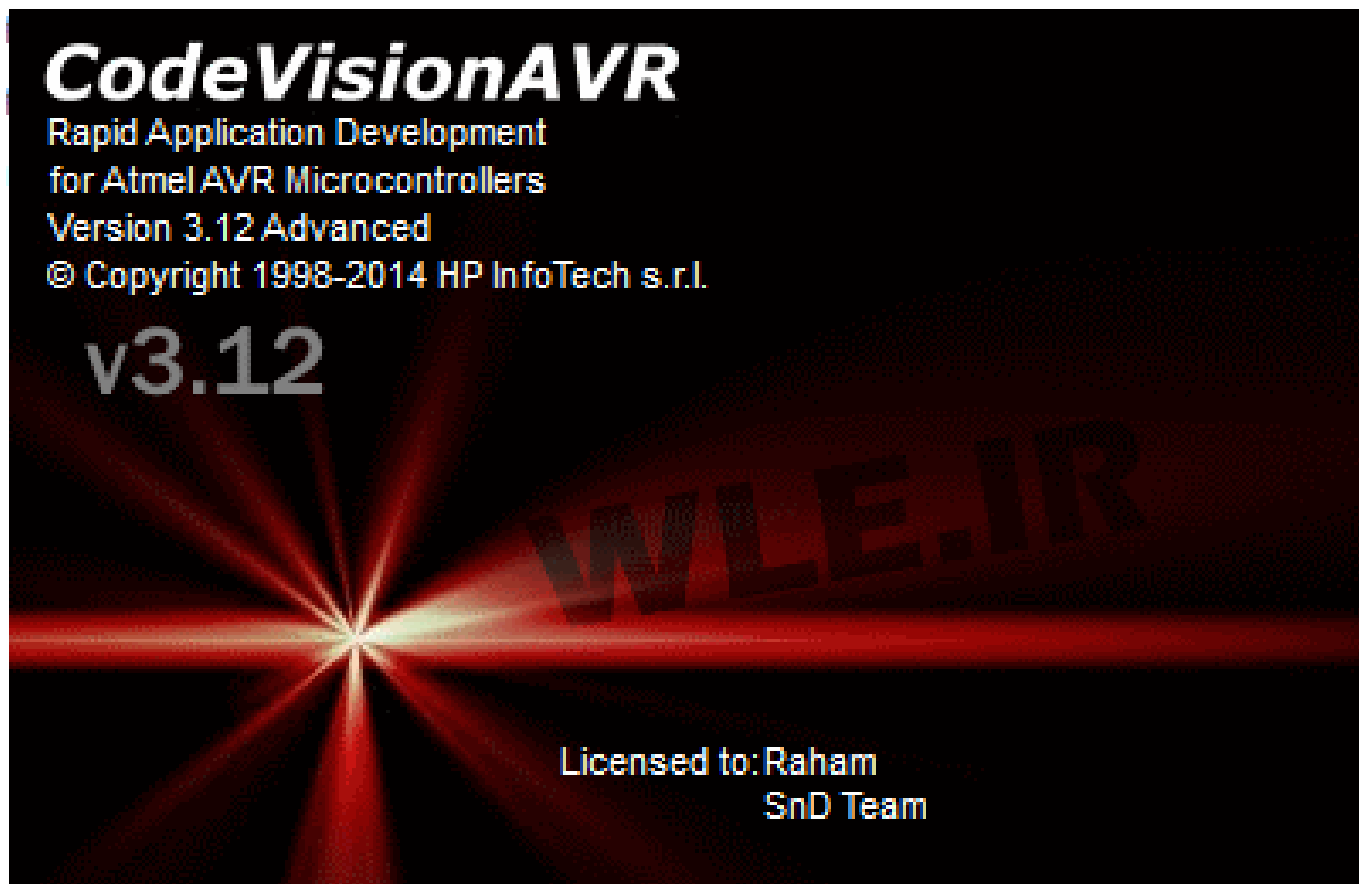 CodeVisionAVR
Rapid Application Development
for Atmel AVR Microcontrollers
Version 3.12 Advanced
© Copyright 1998-2014 HP InfoTech s.r.l.
v3.12
WLE.IR
Licensed to: Raham
SnD Team